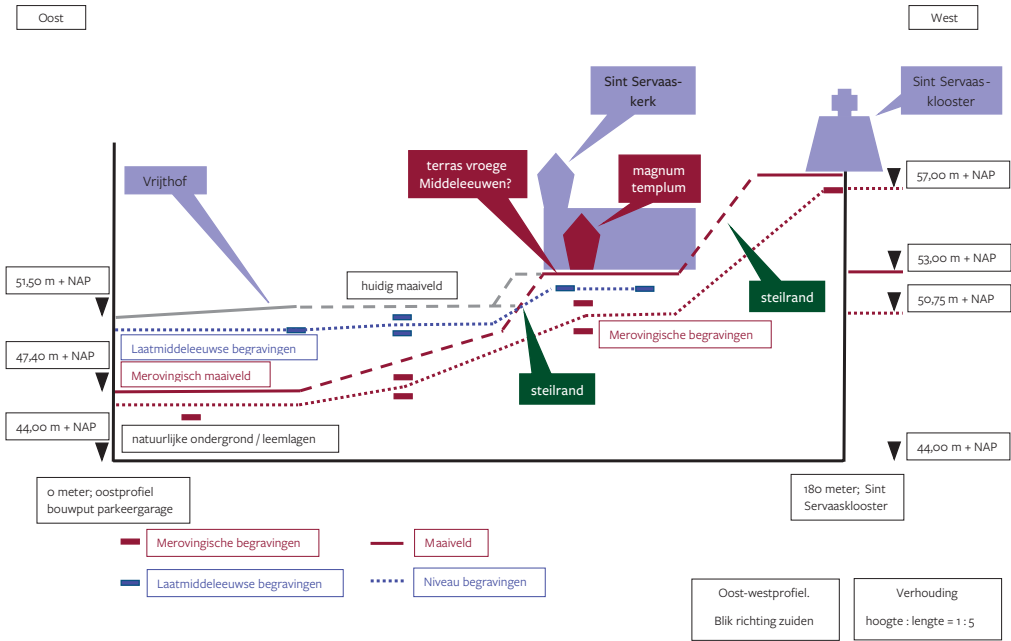 Oost
West
Sint Servaas-
kerk
Sint Servaas-
klooster
terras vroege
Middeleeuwen?
magnum
templum
Vrijthof
57,00 m + NAP
53,00 m + NAP
51,50 m + NAP
huidig maaiveld
steilrand
50,75 m + NAP
Laatmiddeleeuwse begravingen
Merovingische begravingen
47,40 m + NAP
Merovingisch maaiveld
steilrand
44,00 m + NAP
natuurlijke ondergrond / leemlagen
44,00 m + NAP
0 meter; oostprofiel
bouwput parkeergarage
180 meter; Sint
Servaasklooster
Merovingische begravingen
Maaiveld
Laatmiddeleeuwse begravingen
Niveau begravingen
Oost-westprofiel.
Blik richting zuiden
Verhouding
hoogte : lengte = 1 : 5